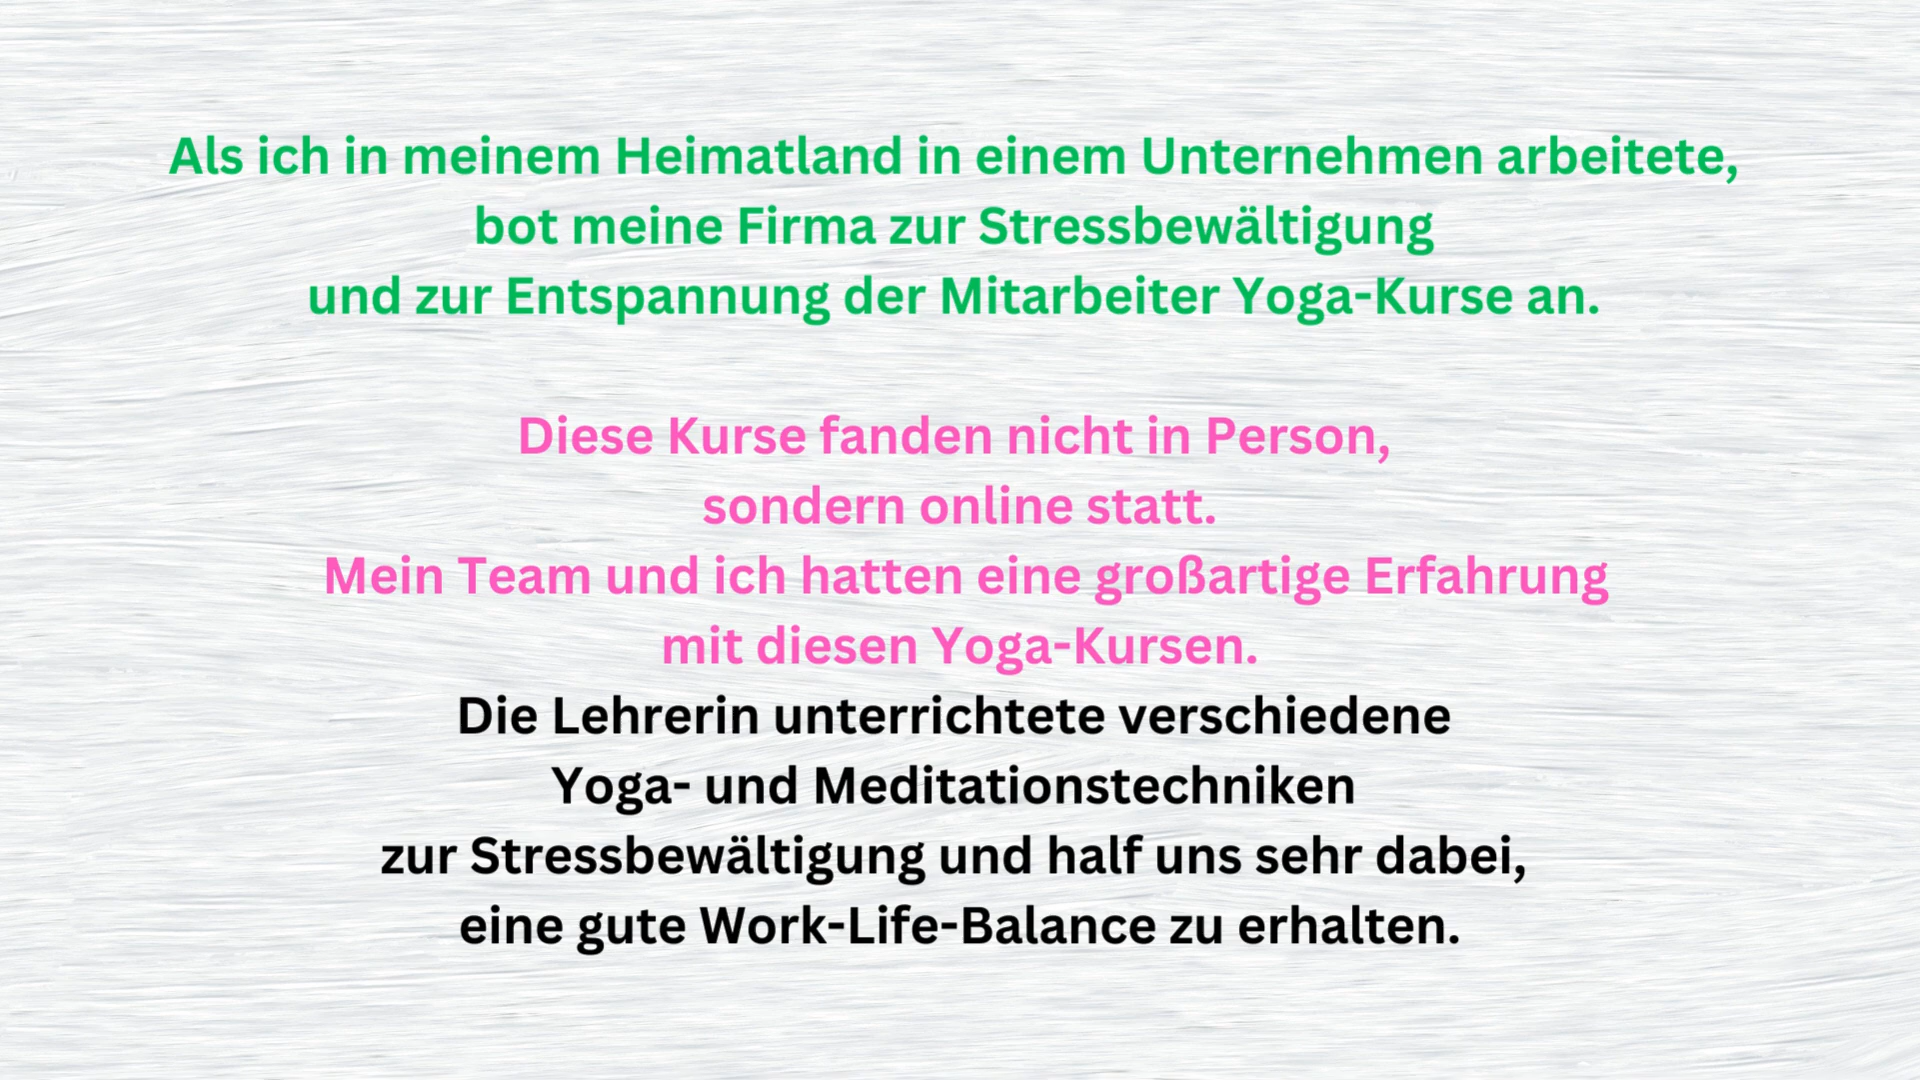 Als ich in meinem Heimatland in einem Unternehmen arbeitete,
bot meine Firma zur Stressbewältigung
und zur Entspannung der Mitarbeiter Yoga-Kurse an.
Diese Kurse fanden nicht in Person,
sondern online statt.
Mein Team und ich hatten eine großartige Erfahrung
mit diesen Yoga-Kursen.
Die Lehrerin unterrichtete verschiedene
Yoga- und Meditationstechniken
zur Stressbewältigung und half uns sehr dabei,
eine gute Work-Life-Balance zu erhalten.